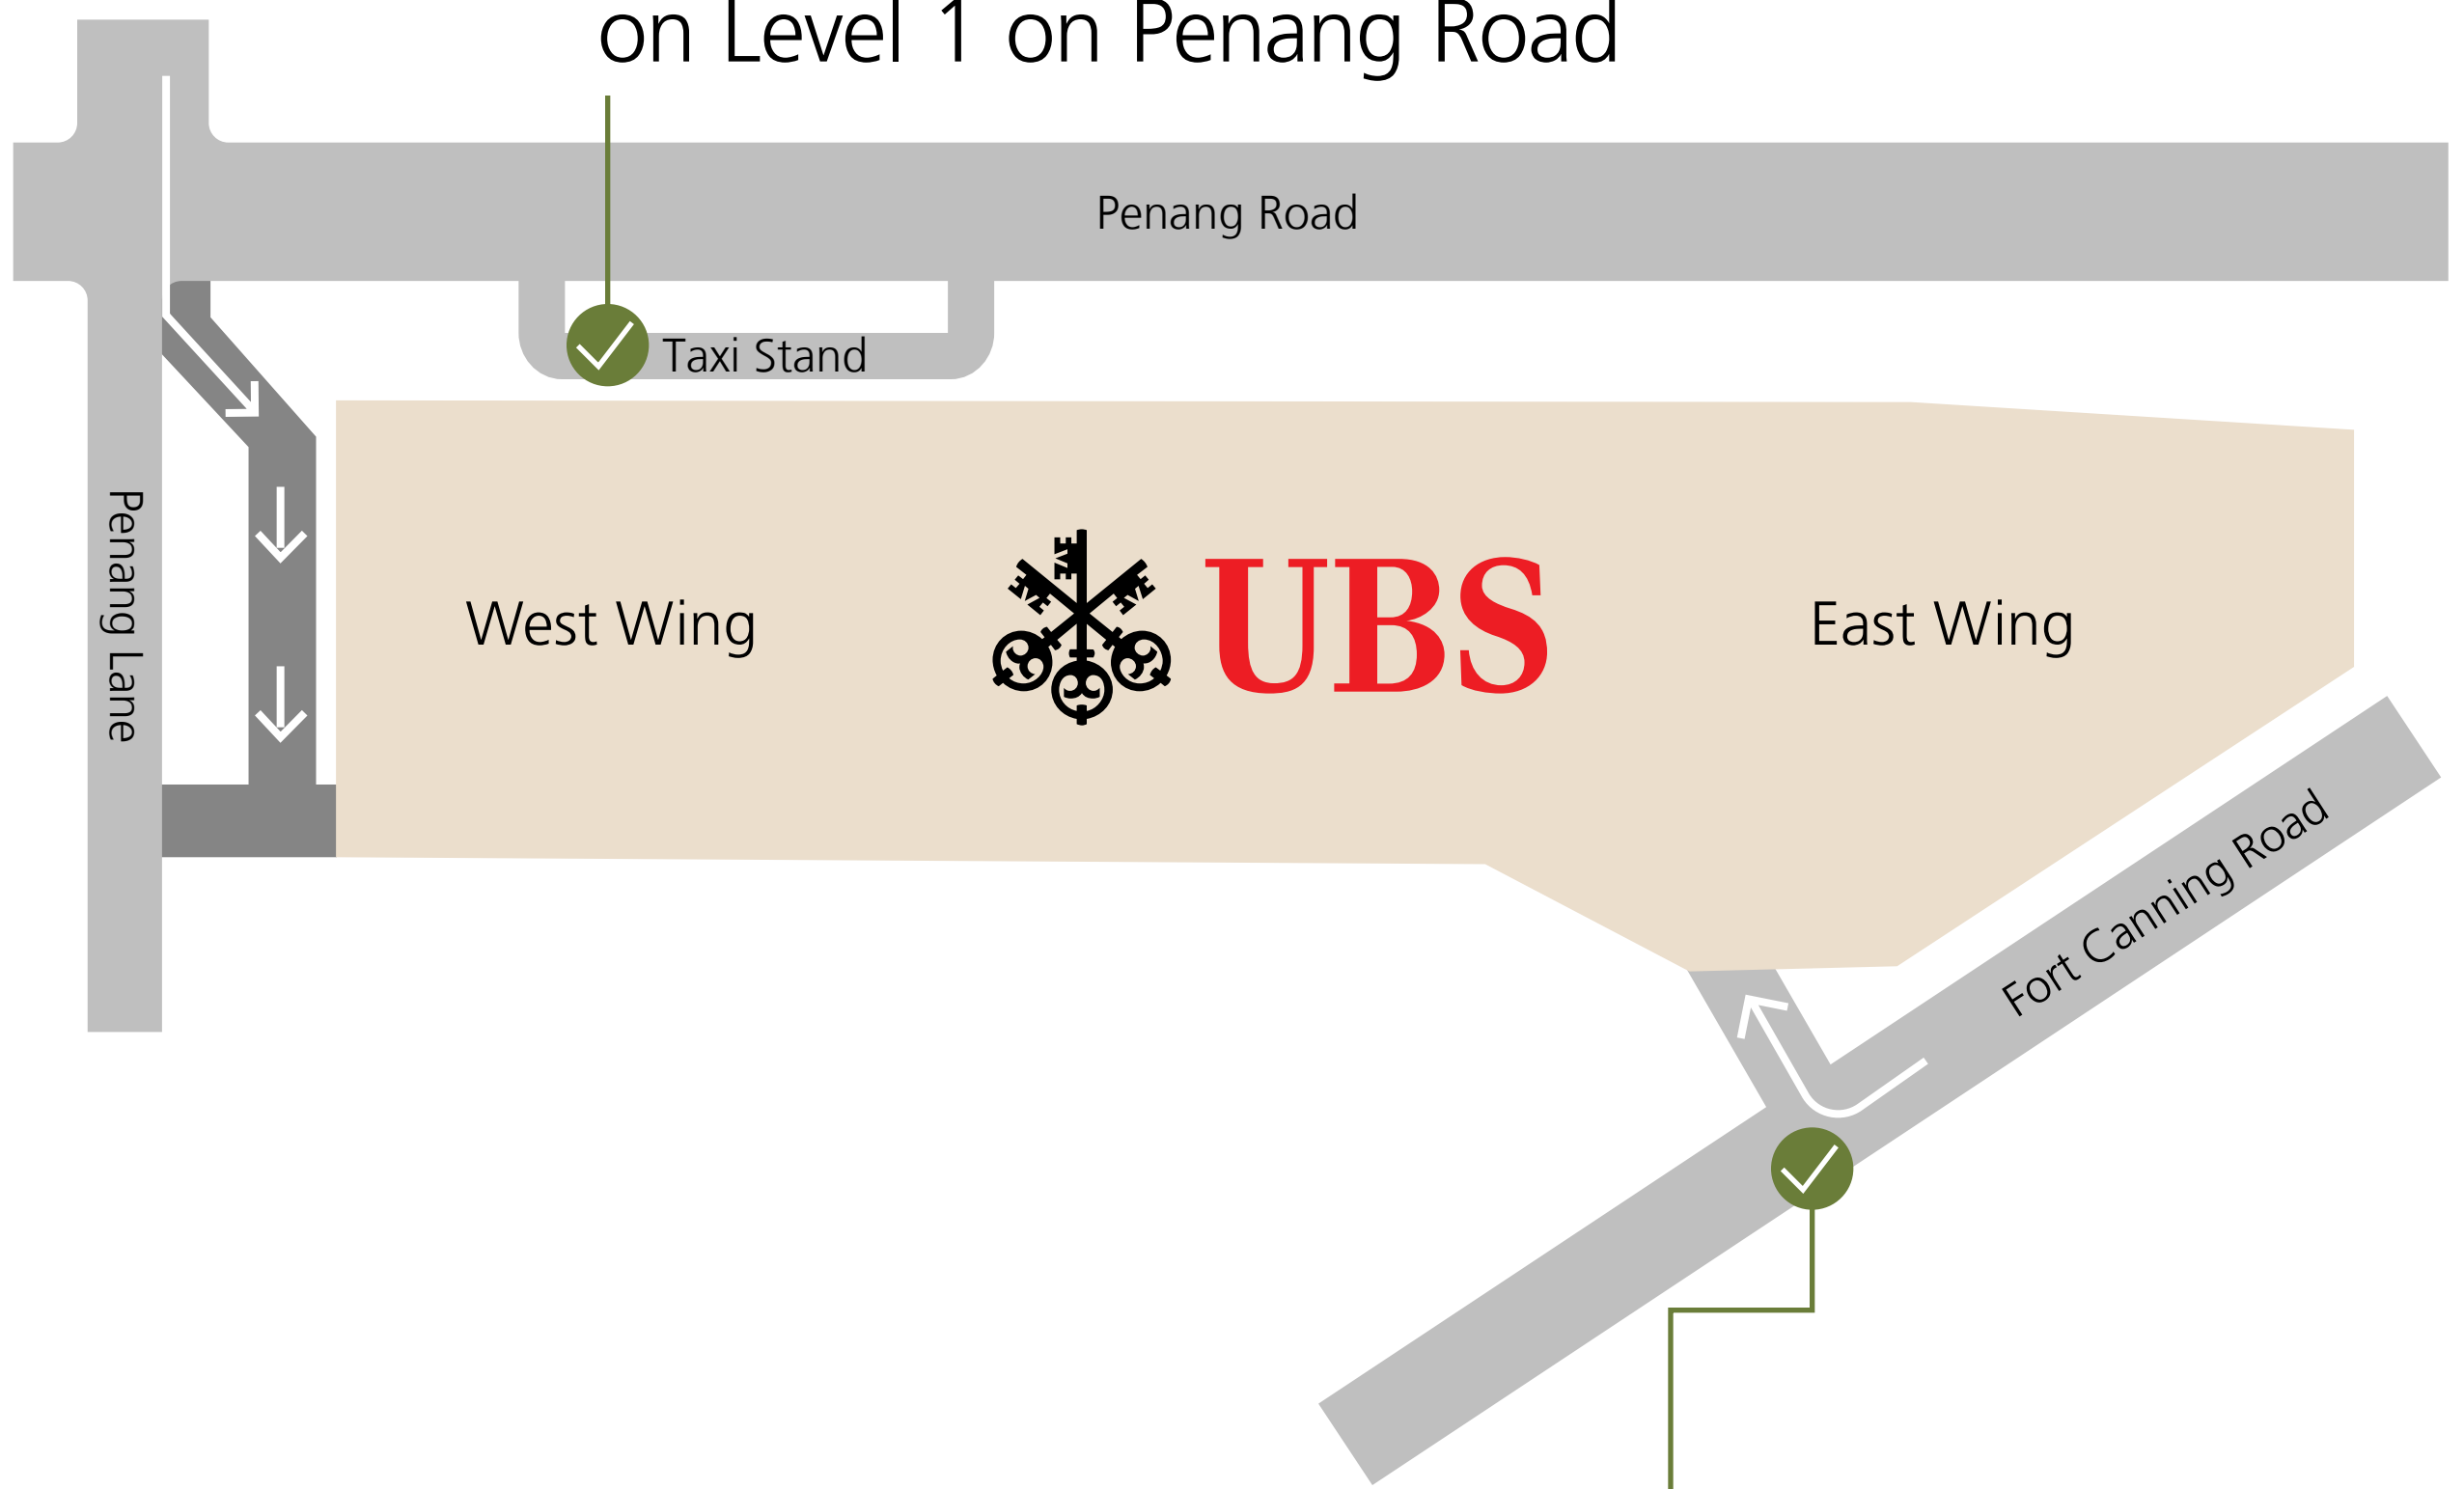 on Level 1 on Penang Road
Penang Road
Taxi Stand
Penang Lane
West Wing
UBS
East Wing
Fort Canning Road